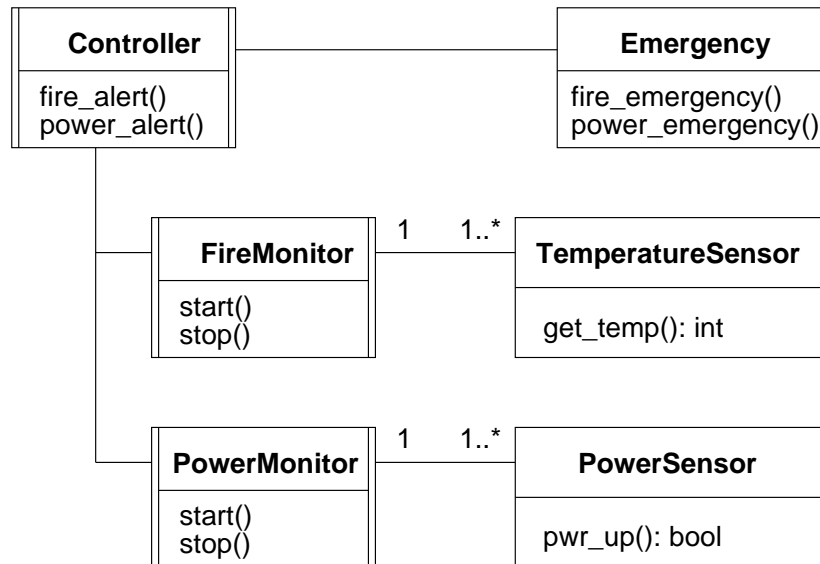 Controller
fire_alert()
power_alert()
Emergency
fire_emergency()
power_emergency()
FireMonitor
start()
stop()
1 1..*
TemperatureSensor
get_temp(): int
PowerMonitor
start()
stop()
1 1..*
PowerSensor
pwr_up(): bool